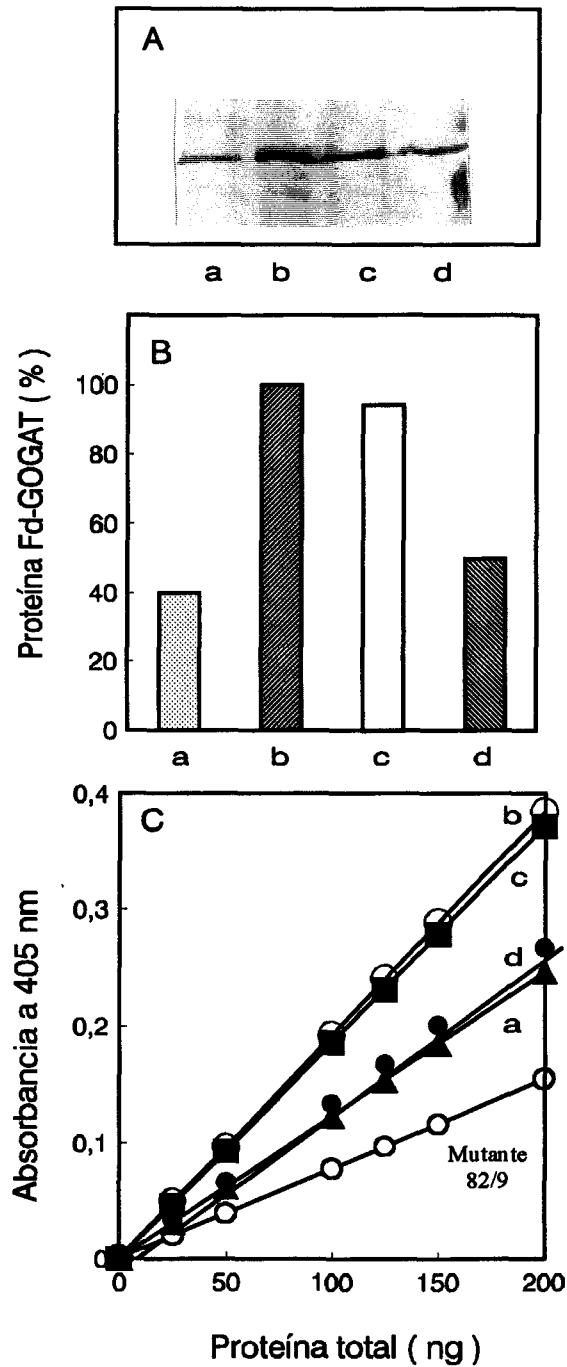 A
a b c d
B
Proteína Fd-GOGAT ( % )
100
80
60
40
20
0
a b c d
C
Absorbancia a 405 nm
0,4
0,3
0,2
0,1
0
b
c
d
a
Mutante
82/9
0 50 100 150 200
Proteína total ( ng )